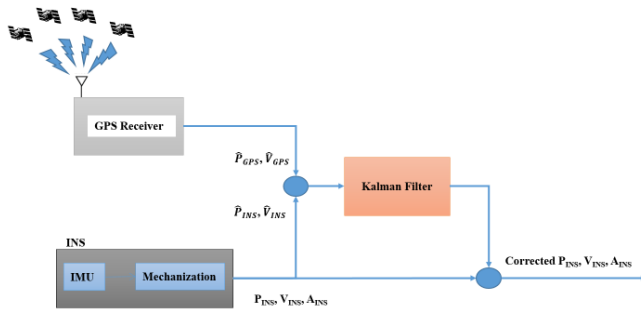 GPS Receiver
P̂GPS, V̂GPS
Kalman Filter
P̂INS, V̂INS
INS
IMU
Mechanization
Corrected PINS, VINS, AINS
PINS, VINS, AINS